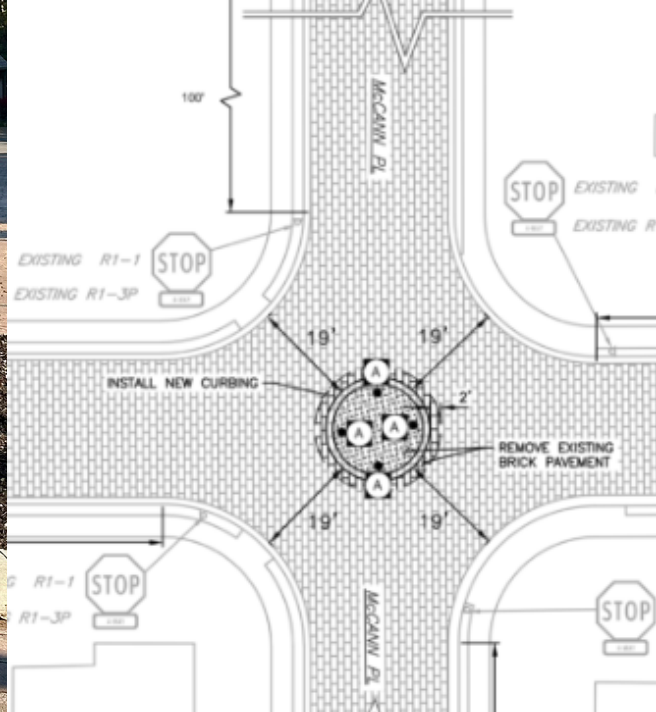 McCANN PL
100'
STOP
EXISTING
EXISTING R
EXISTING R1-1
STOP
EXISTING R1-3P
19'
19'
A
INSTALL NEW CURBING
2'
A
A
REMOVE EXISTING
BRICK PAVEMENT
A
19'
19'
G R1-1
STOP
R1-3P
McCANN PL
STOP